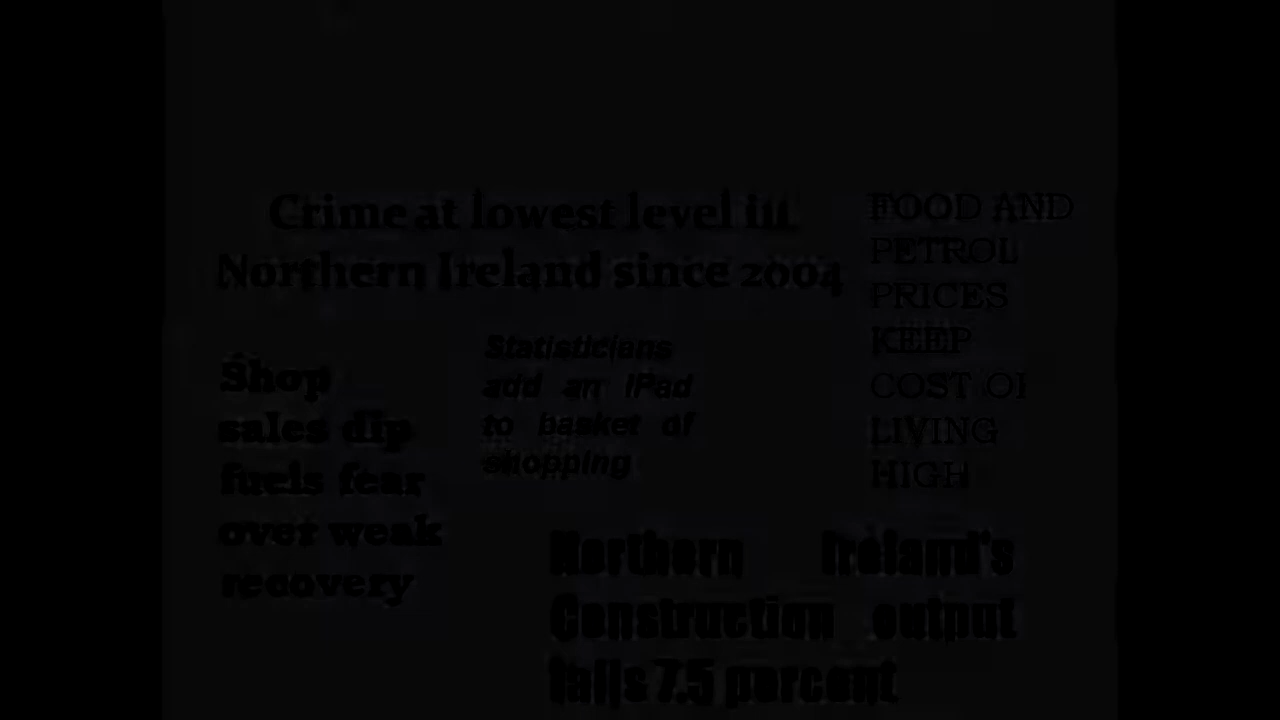 Crime at lowest level in
Northern Ireland since 2004
FOOD AND
PETROL
PRICES
KEEP
COST OF
LIVING
HIGH
Statisticians
add an iPad
to basket of
shopping
Shop
sales dip
fuels fear
over weak
recovery
Northern Ireland's
Construction output
falls 7.5 percent